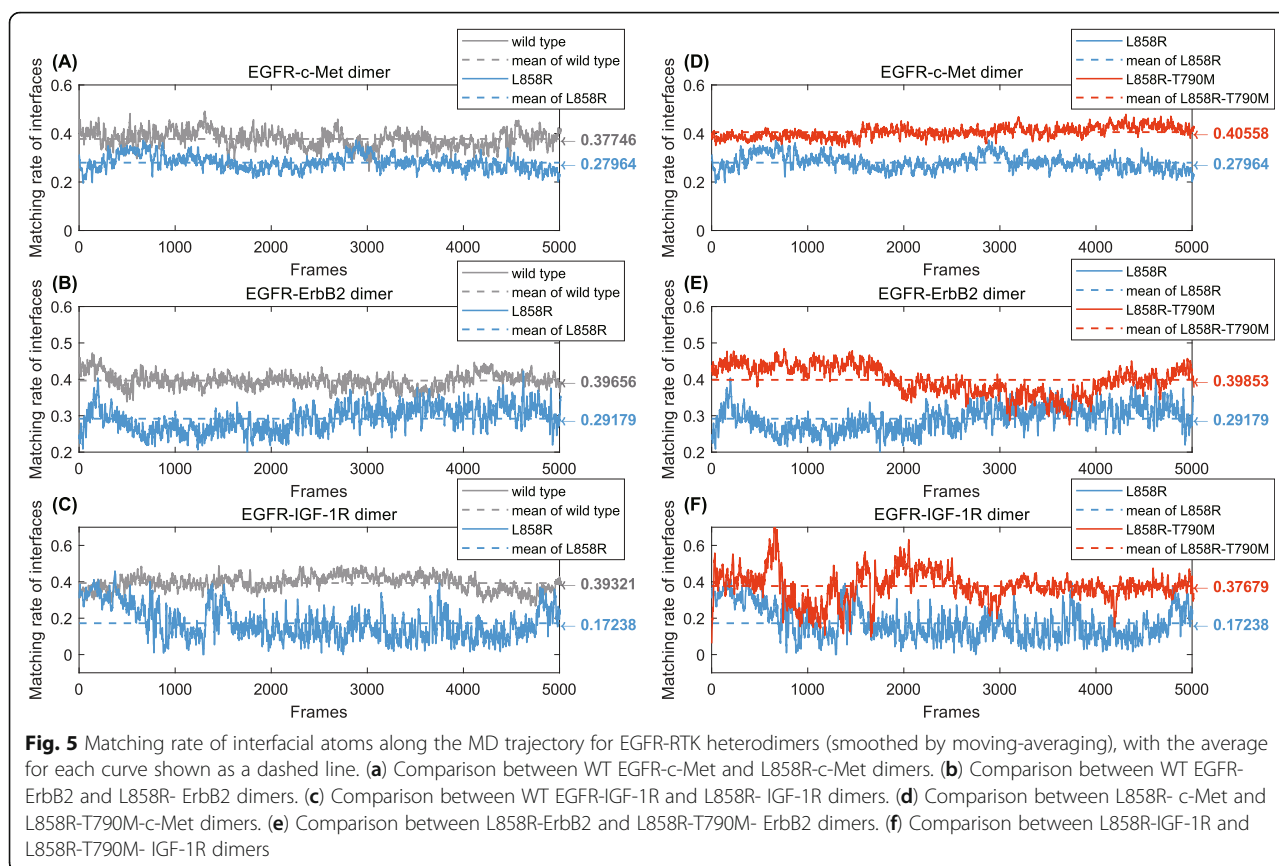 (A)
EGFR-c-Met dimer
wild type
mean of wild type
L858R
mean of L858R
Matching rate of interfaces
0.6
0.4
0.2
0
0.37746
0.27964
0 1000 2000 3000 4000 5000
Frames
(B)
EGFR-ErbB2 dimer
wild type
mean of wild type
L858R
mean of L858R
Matching rate of interfaces
0.6
0.5
0.4
0.3
0.2
0.39656
0.29179
0 1000 2000 3000 4000 5000
Frames
(C)
EGFR-IGF-1R dimer
wild type
mean of wild type
L858R
mean of L858R
Matching rate of interfaces
0.6
0.4
0.2
0
0.39321
0.17238
0 1000 2000 3000 4000 5000
Frames
(D)
EGFR-c-Met dimer
L858R
mean of L858R
L858R-T790M
mean of L858R-T790M
Matching rate of interfaces
0.6
0.4
0.2
0
0.40558
0.27964
0 1000 2000 3000 4000 5000
Frames
(E)
EGFR-ErbB2 dimer
L858R
mean of L858R
L858R-T790M
mean of L858R-T790M
Matching rate of interfaces
0.6
0.5
0.4
0.3
0.2
0.39853
0.29179
0 1000 2000 3000 4000 5000
Frames
(F)
EGFR-IGF-1R dimer
L858R
mean of L858R
L858R-T790M
mean of L858R-T790M
Matching rate of interfaces
0.6
0.4
0.2
0
0.37679
0.17238
0 1000 2000 3000 4000 5000
Frames
Fig. 5 Matching rate of interfacial atoms along the MD trajectory for EGFR-RTK heterodimers (smoothed by moving-averaging), with the average
for each curve shown as a dashed line. (a) Comparison between WT EGFR-c-Met and L858R-c-Met dimers. (b) Comparison between WT EGFR-
ErbB2 and L858R- ErbB2 dimers. (c) Comparison between WT EGFR-IGF-1R and L858R- IGF-1R dimers. (d) Comparison between L858R- c-Met and
L858R-T790M-c-Met dimers. (e) Comparison between L858R-ErbB2 and L858R-T790M- ErbB2 dimers. (f) Comparison between L858R-IGF-1R and
L858R-T790M- IGF-1R dimers